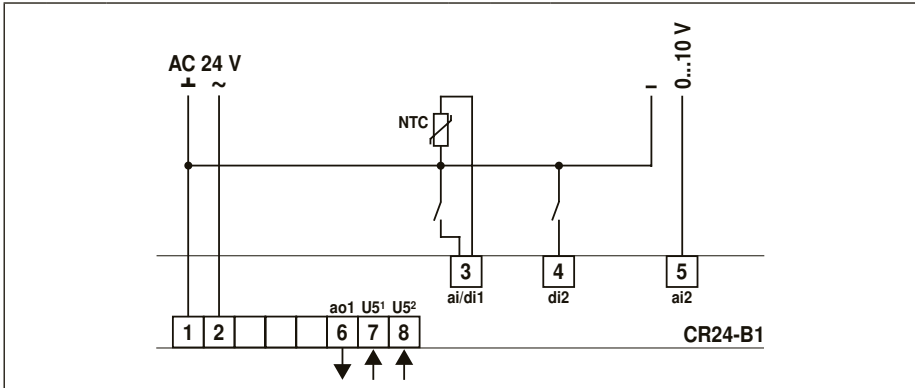 AC 24 V
⊥ ~
– 0...10 V
NTC
3 4 5
ai/di1 di2 ai2
ao1 U5¹ U5²
1 2 6 7 8
CR24-B1